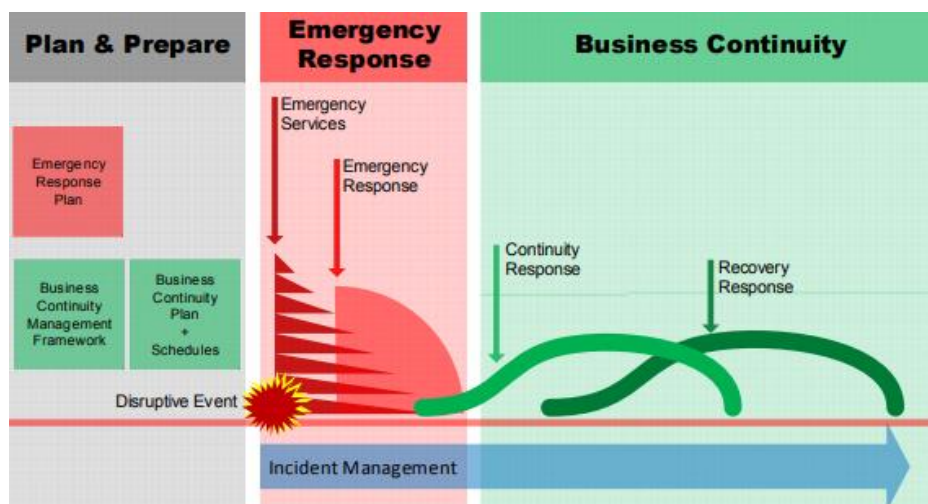 Plan & Prepare
Emergency
Response
Business Continuity
Emergency
Services
Emergency
Response
Emergency
Response
Plan
Continuity
Response
Recovery
Response
Business
Continuity
Management
Framework
Business
Continuity
Plan
+
Schedules
Disruptive Event
Incident Management